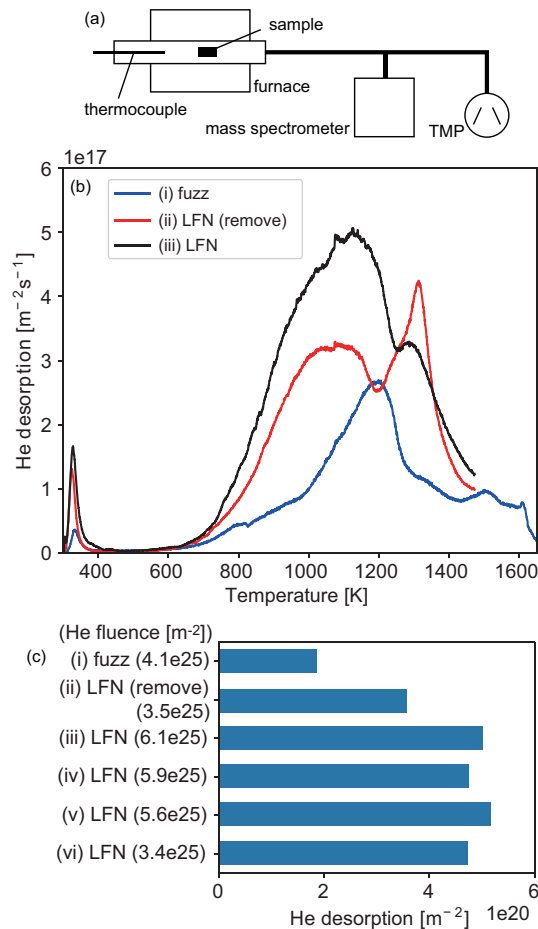 (a)
sample
thermocouple
furnace
mass spectrometer
TMP
1e17
(b)
(i) fuzz
(ii) LFN (remove)
(iii) LFN
He desorption [m⁻²s⁻¹]
6
5
4
3
2
1
0
400 600 800 1000 1200 1400 1600
Temperature [K]
(He fluence [m⁻²])
(c)
(i) fuzz (4.1e25)
(ii) LFN (remove)
(3.5e25)
(iii) LFN (6.1e25)
(iv) LFN (5.9e25)
(v) LFN (5.6e25)
(vi) LFN (3.4e25)
0 2 4 6
He desorption [m⁻²]
1e20